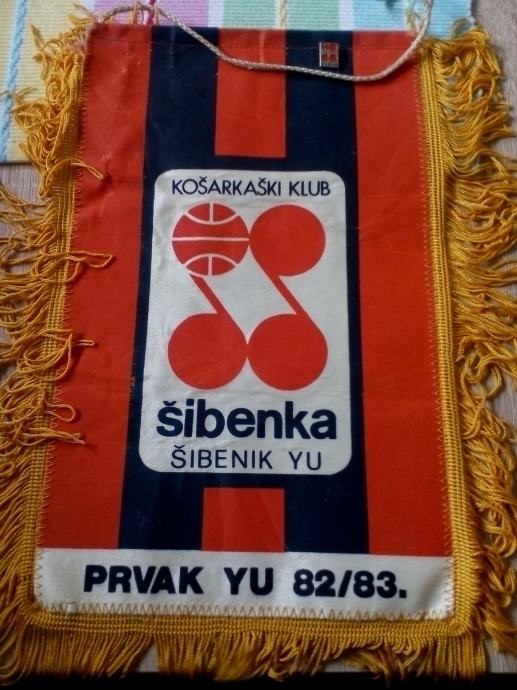 KOŠARKAŠKI KLUB
šibenka
ŠIBENIK YU
PRVAK YU 82/83.